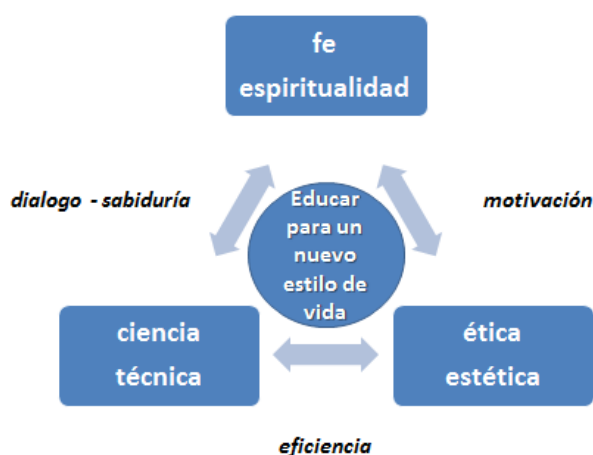 fe
espiritualidad
dialogo - sabiduría
motivación
Educar
para un
nuevo
estilo de
vida
ciencia
técnica
ética
estética
eficiencia